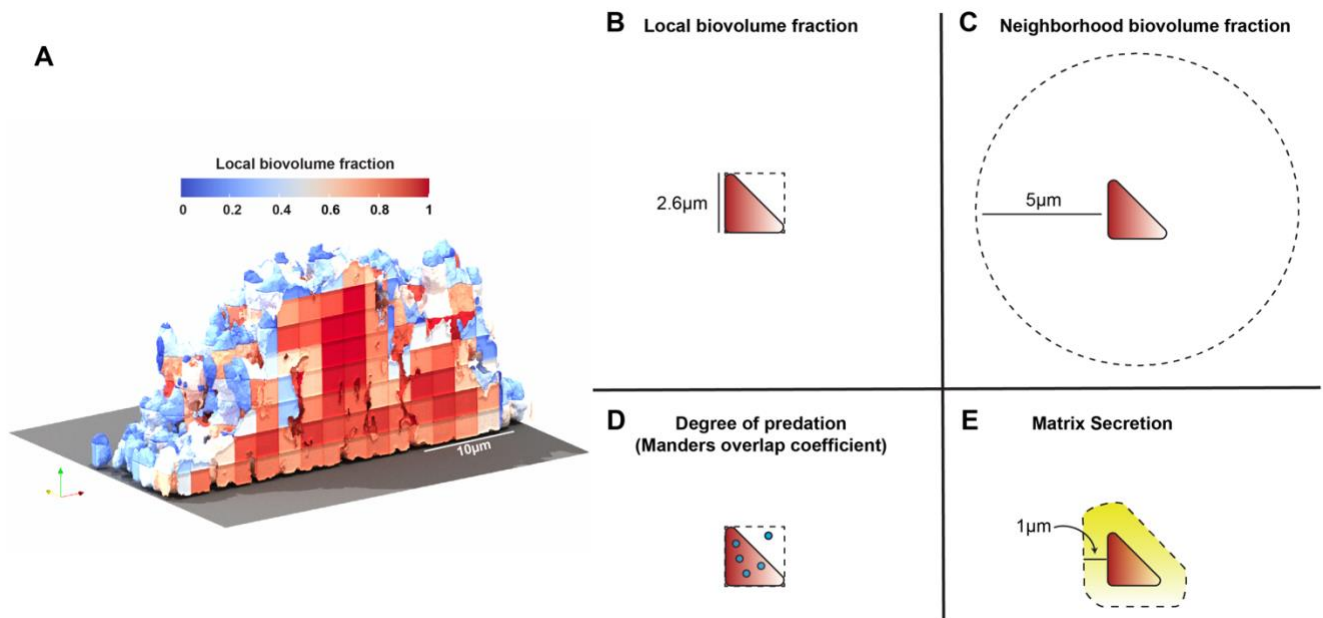 A
Local biovolume fraction
0 0.2 0.4 0.6 0.8 1
10µm
B Local biovolume fraction
2.6µm
C Neighborhood biovolume fraction
5µm
D Degree of predation
(Manders overlap coefficient)
E Matrix Secretion
1µm